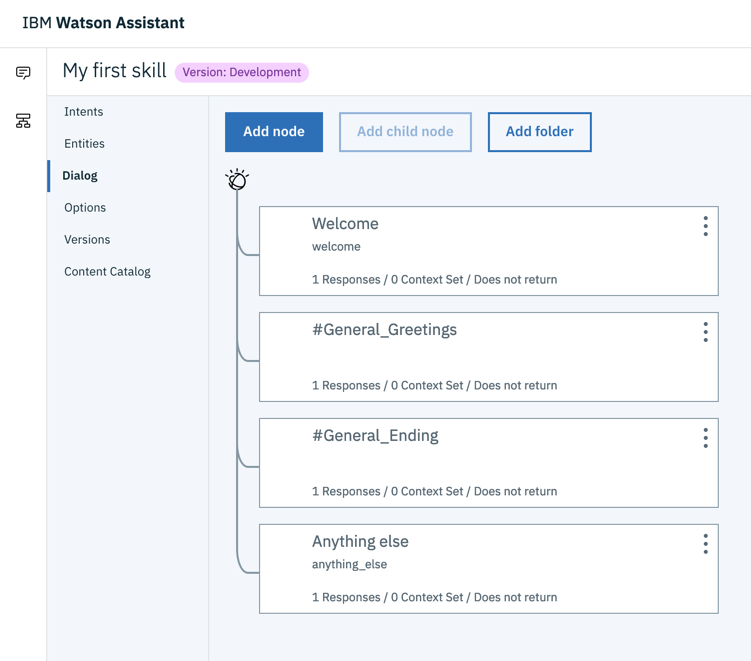 IBM Watson Assistant
My first skill Version: Development
Intents
Entities
Dialog
Options
Versions
Content Catalog
Add node Add child node Add folder
Welcome
welcome
1 Responses / 0 Context Set / Does not return
#General_Greetings
1 Responses / 0 Context Set / Does not return
#General_Ending
1 Responses / 0 Context Set / Does not return
Anything else
anything_else
1 Responses / 0 Context Set / Does not return